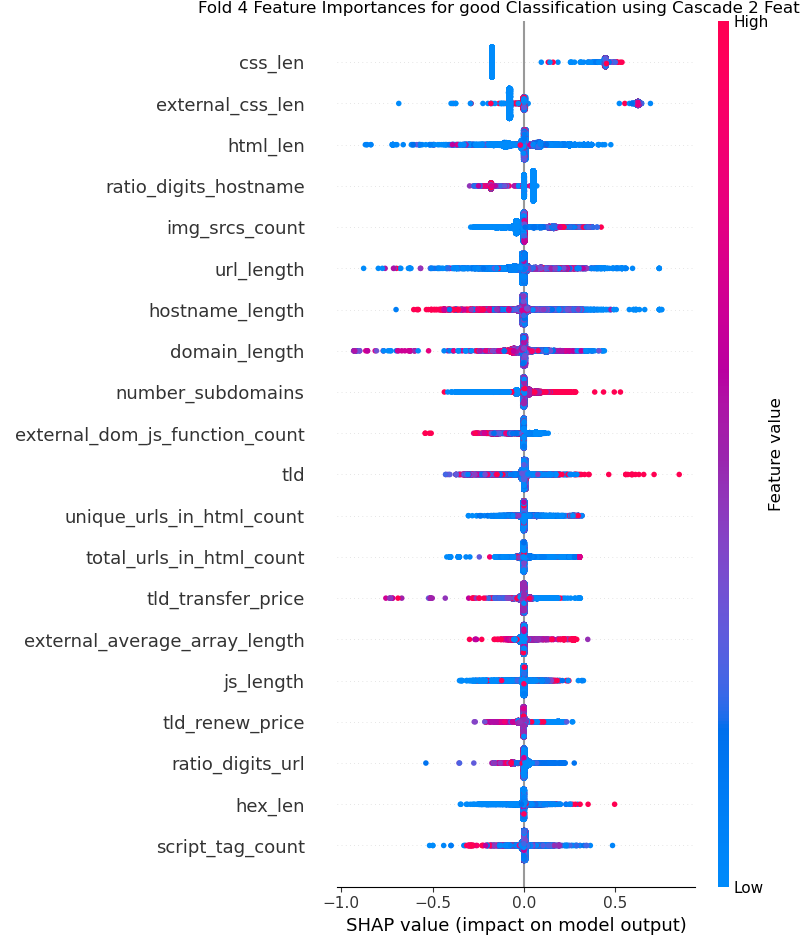 Fold 4 Feature Importances for good Classification using Cascade 2 Feat
High
css_len
external_css_len
html_len
ratio_digits_hostname
img_srcs_count
url_length
hostname_length
domain_length
number_subdomains
external_dom_js_function_count
tld
unique_urls_in_html_count
total_urls_in_html_count
tld_transfer_price
external_average_array_length
js_length
tld_renew_price
ratio_digits_url
hex_len
script_tag_count
Feature value
Low
−1.0 −0.5 0.0 0.5
SHAP value (impact on model output)